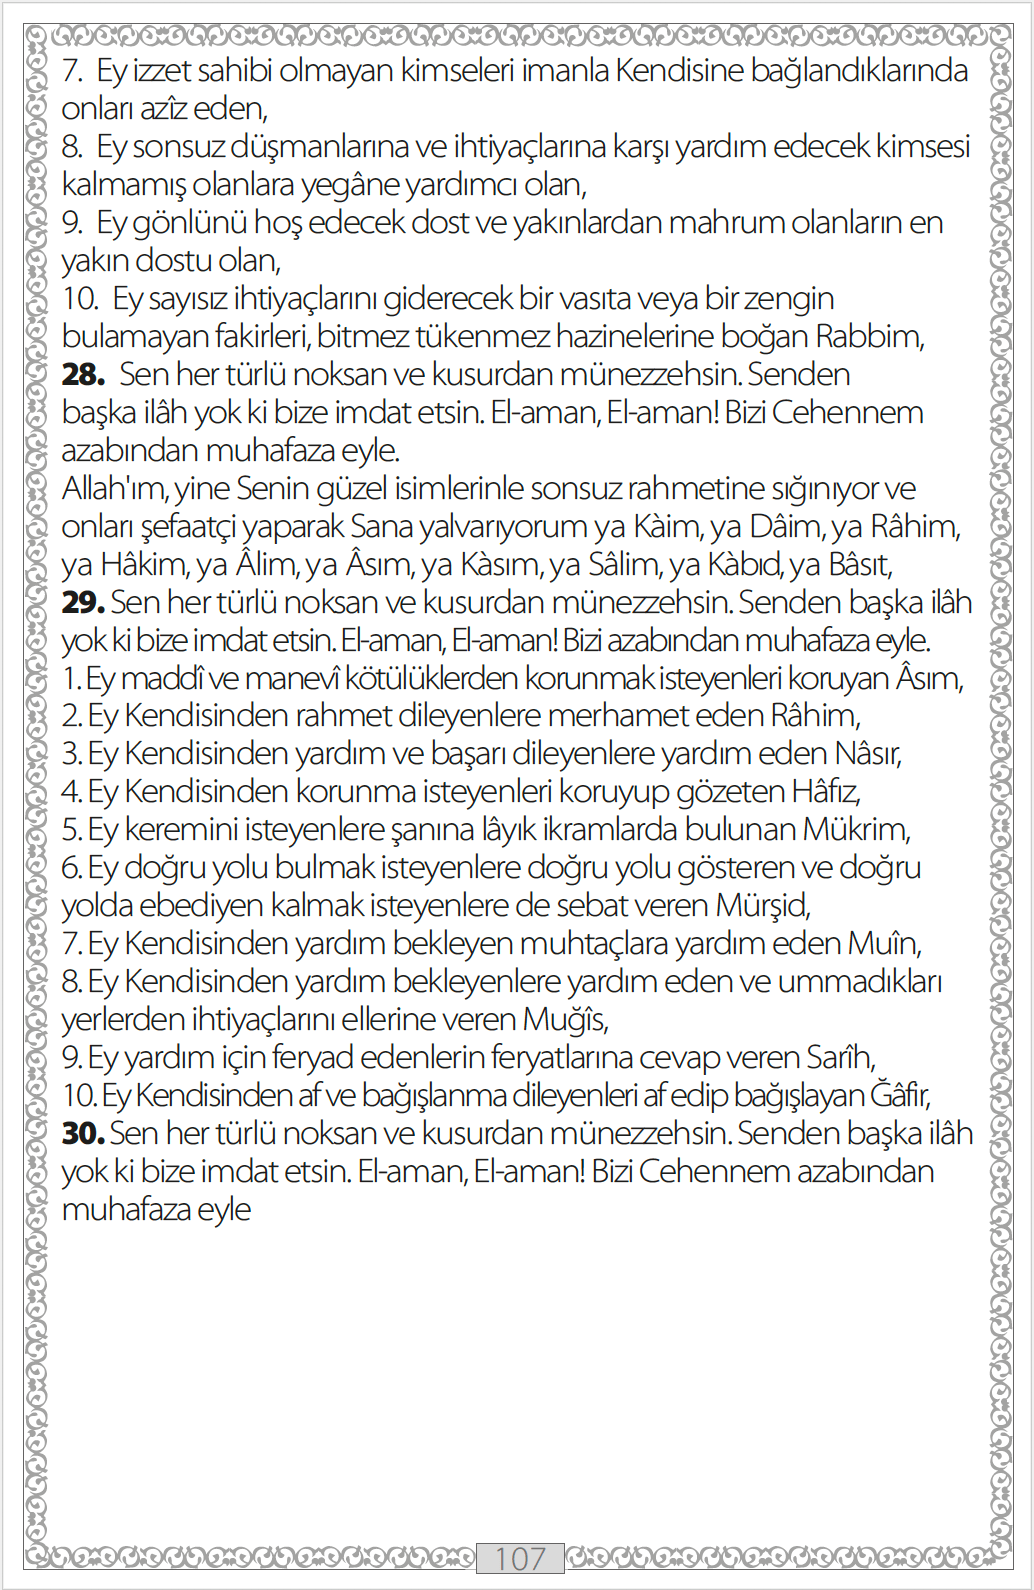 7. Ey izzet sahibi olmayan kimseleri imanla Kendisine bağlandıklarında
onları azîz eden,
8. Ey sonsuz düşmanlarına ve ihtiyaçlarına karşı yardım edecek kimsesi
kalmamış olanlara yegâne yardımcı olan,
9. Ey gönlünü hoş edecek dost ve yakınlardan mahrum olanların en
yakın dostu olan,
10. Ey sayısız ihtiyaçlarını giderecek bir vasıta veya bir zengin
bulamayan fakirleri, bitmez tükenmez hazinelerine boğan Rabbim,
28. Sen her türlü noksan ve kusurdan münezzehsin. Senden
başka ilâh yok ki bize imdat etsin. El-aman, El-aman! Bizi Cehennem
azabından muhafaza eyle.
Allah'ım, yine Senin güzel isimlerinle sonsuz rahmetine sığınıyor ve
onları şefaatçi yaparak Sana yalvarıyorum ya Kàim, ya Dâim, ya Râhim,
ya Hâkim, ya Âlim, ya Âsım, ya Kàsım, ya Sâlim, ya Kàbıd, ya Bâsıt,
29. Sen her türlü noksan ve kusurdan münezzehsin. Senden başka ilâh
yok ki bize imdat etsin. El-aman, El-aman! Bizi azabından muhafaza eyle.
1. Ey maddî ve manevî kötülüklerden korunmak isteyenleri koruyan Âsım,
2. Ey Kendisinden rahmet dileyenlere merhamet eden Râhim,
3. Ey Kendisinden yardım ve başarı dileyenlere yardım eden Nâsır,
4. Ey Kendisinden korunma isteyenleri koruyup gözeten Hâfız,
5. Ey keremini isteyenlere şanına lâyık ikramlarda bulunan Mükrim,
6. Ey doğru yolu bulmak isteyenlere doğru yolu gösteren ve doğru
yolda ebediyen kalmak isteyenlere de sebat veren Mürşid,
7. Ey Kendisinden yardım bekleyen muhtaçlara yardım eden Muîn,
8. Ey Kendisinden yardım bekleyenlere yardım eden ve ummadıkları
yerlerden ihtiyaçlarını ellerine veren Muğîs,
9. Ey yardım için feryad edenlerin feryatlarına cevap veren Sarîh,
10. Ey Kendisinden af ve bağışlanma dileyenleri af edip bağışlayan Ğâfir,
30. Sen her türlü noksan ve kusurdan münezzehsin. Senden başka ilâh
yok ki bize imdat etsin. El-aman, El-aman! Bizi Cehennem azabından
muhafaza eyle
107